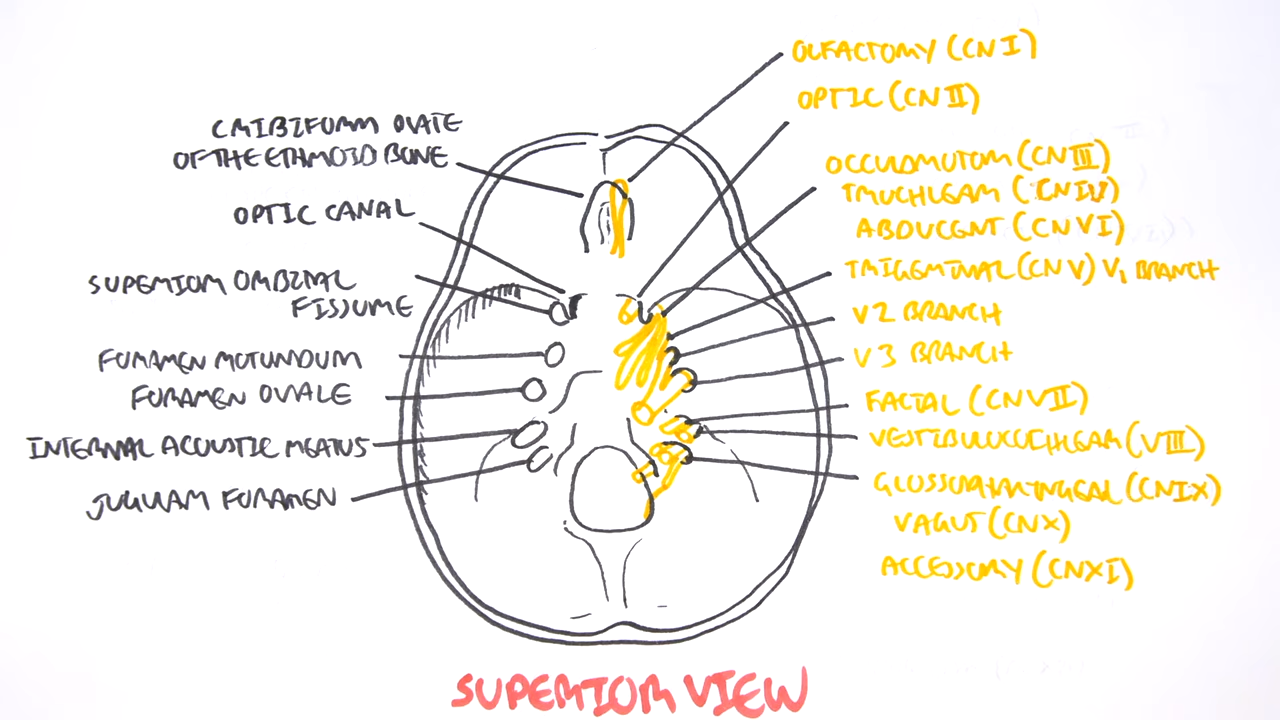 CRIBIFORM PLATE
OF THE ETHMOID BONE
OPTIC CANAL
SUPERIOR ORBITAL
FISSURE
FORAMEN ROTUNDUM
FORAMEN OVALE
INTERNAL ACOUSTIC MEATUS
JUGULAR FORAMEN
OLFACTORY (CN I)
OPTIC (CN II)
OCCULOMOTOR (CN III)
TROCHLEAR (CN IV)
ABDUCENT (CN VI)
TRIGEMINAL (CN V) V1 BRANCH
V2 BRANCH
V3 BRANCH
FACIAL (CN VII)
VESTIBULOCOCHLEAR (VIII)
GLOSSOPHARYNGEAL (CN IX)
VAGUS (CN X)
ACCESSORY (CN XI)
SUPERIOR VIEW